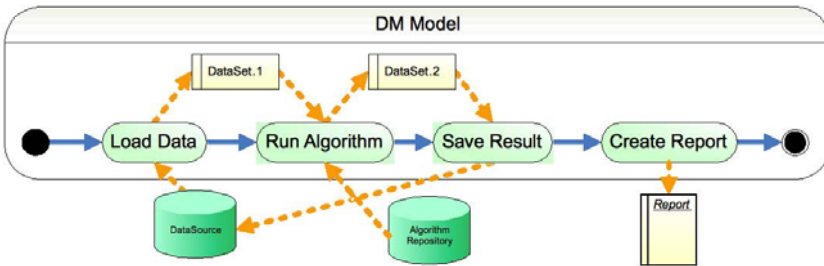 DM Model
DataSet.1
DataSet.2
Load Data
Run Algorithm
Save Result
Create Report
DataSource
Algorithm
Repository
Report